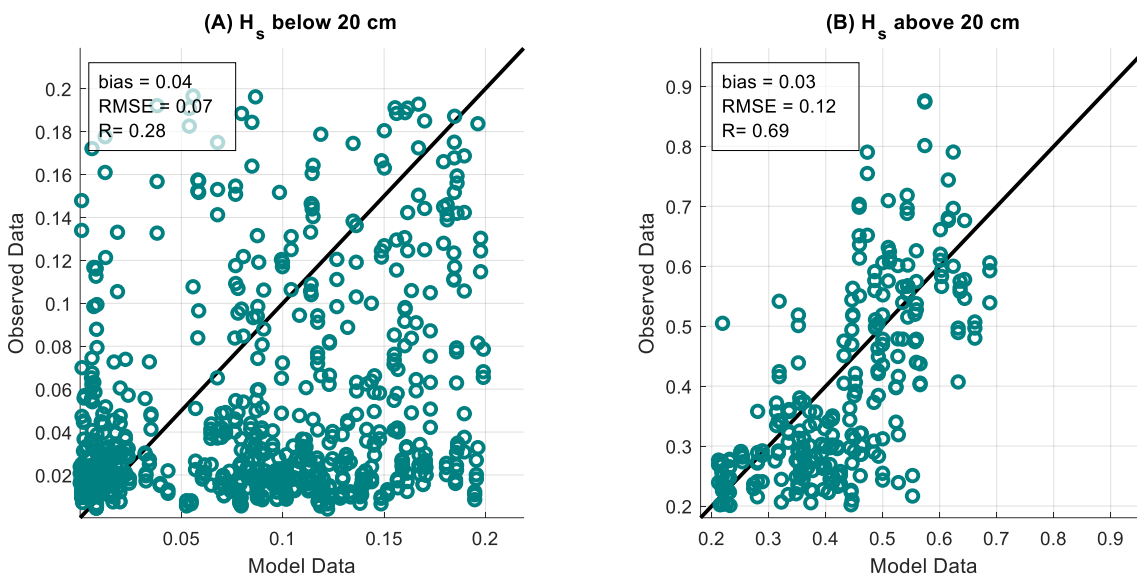 (A) Hs below 20 cm
bias = 0.04
RMSE = 0.07
R= 0.28
Observed Data
0.2
0.18
0.16
0.14
0.12
0.1
0.08
0.06
0.04
0.02
0.05
0.1
0.15
0.2
Model Data
(B) Hs above 20 cm
bias = 0.03
RMSE = 0.12
R= 0.69
Observed Data
0.9
0.8
0.7
0.6
0.5
0.4
0.3
0.2
0.2
0.3
0.4
0.5
0.6
0.7
0.8
0.9
Model Data